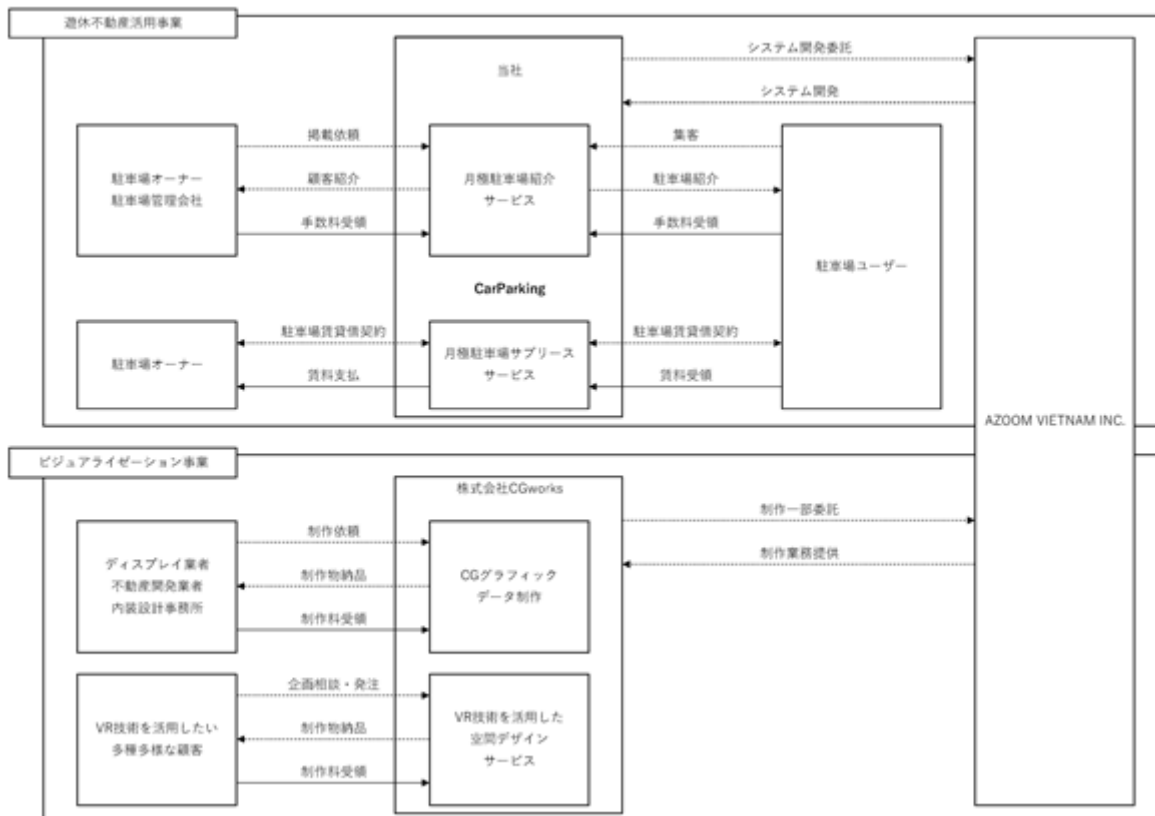 遊休不動産活用事業
当社
システム開発委託
システム開発
駐車場オーナー
駐車場管理会社
掲載依頼
顧客紹介
手数料受領
月極駐車場紹介
サービス
集客
駐車場紹介
手数料受領
駐車場ユーザー
CarParking
駐車場オーナー
駐車場賃貸借契約
賃料支払
月極駐車場サブリース
サービス
駐車場賃貸借契約
賃料受領
AZOOM VIETNAM INC.
ビジュアライゼーション事業
株式会社CGworks
制作一部委託
制作業務提供
ディスプレイ業者
不動産開発業者
内装設計事務所
制作依頼
制作物納品
制作料受領
CGグラフィック
データ制作
VR技術を活用したい
多種多様な顧客
企画相談・発注
制作物納品
制作料受領
VR技術を活用した
空間デザイン
サービス